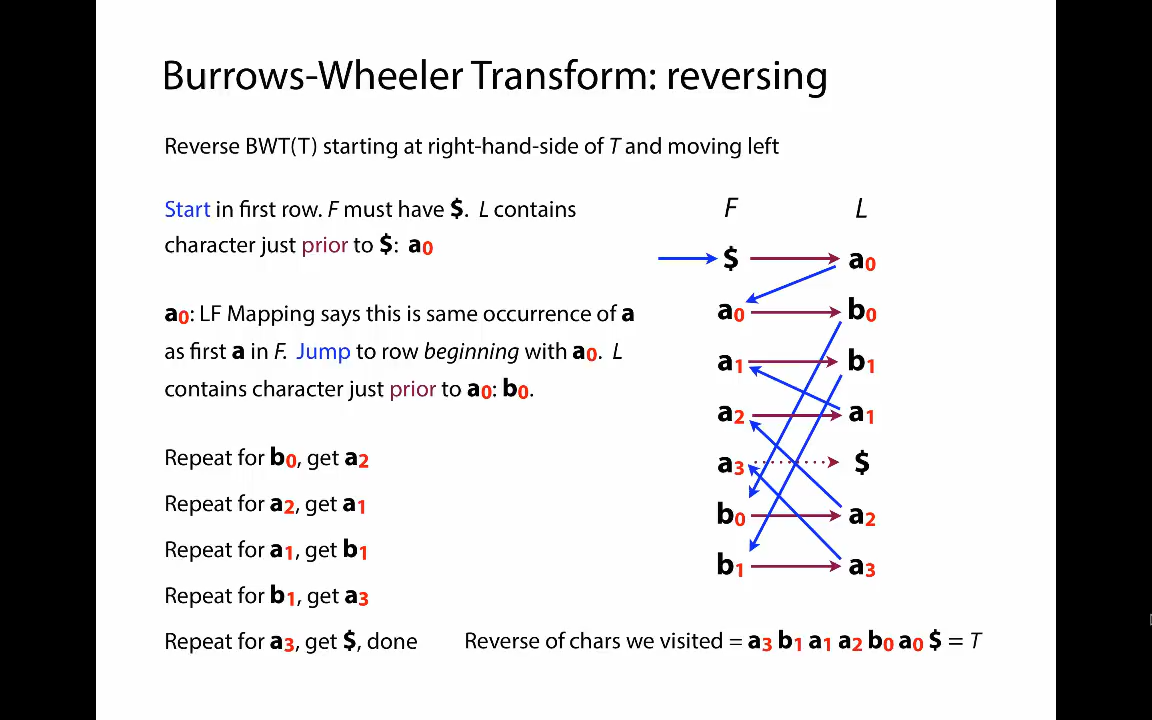 Burrows-Wheeler Transform: reversing
Reverse BWT(T) starting at right-hand-side of T and moving left
Start in first row. F must have $. L contains
character just prior to $: a0
a0: LF Mapping says this is same occurrence of a
as first a in F. Jump to row beginning with a0. L
contains character just prior to a0: b0.
Repeat for b0, get a2
Repeat for a2, get a1
Repeat for a1, get b1
Repeat for b1, get a3
Repeat for a3, get $, done
F L
$ a0
a0 b0
a1 b1
a2 a1
a3 $
b0 a2
b1 a3
Reverse of chars we visited = a3 b1 a1 a2 b0 a0 $ = T